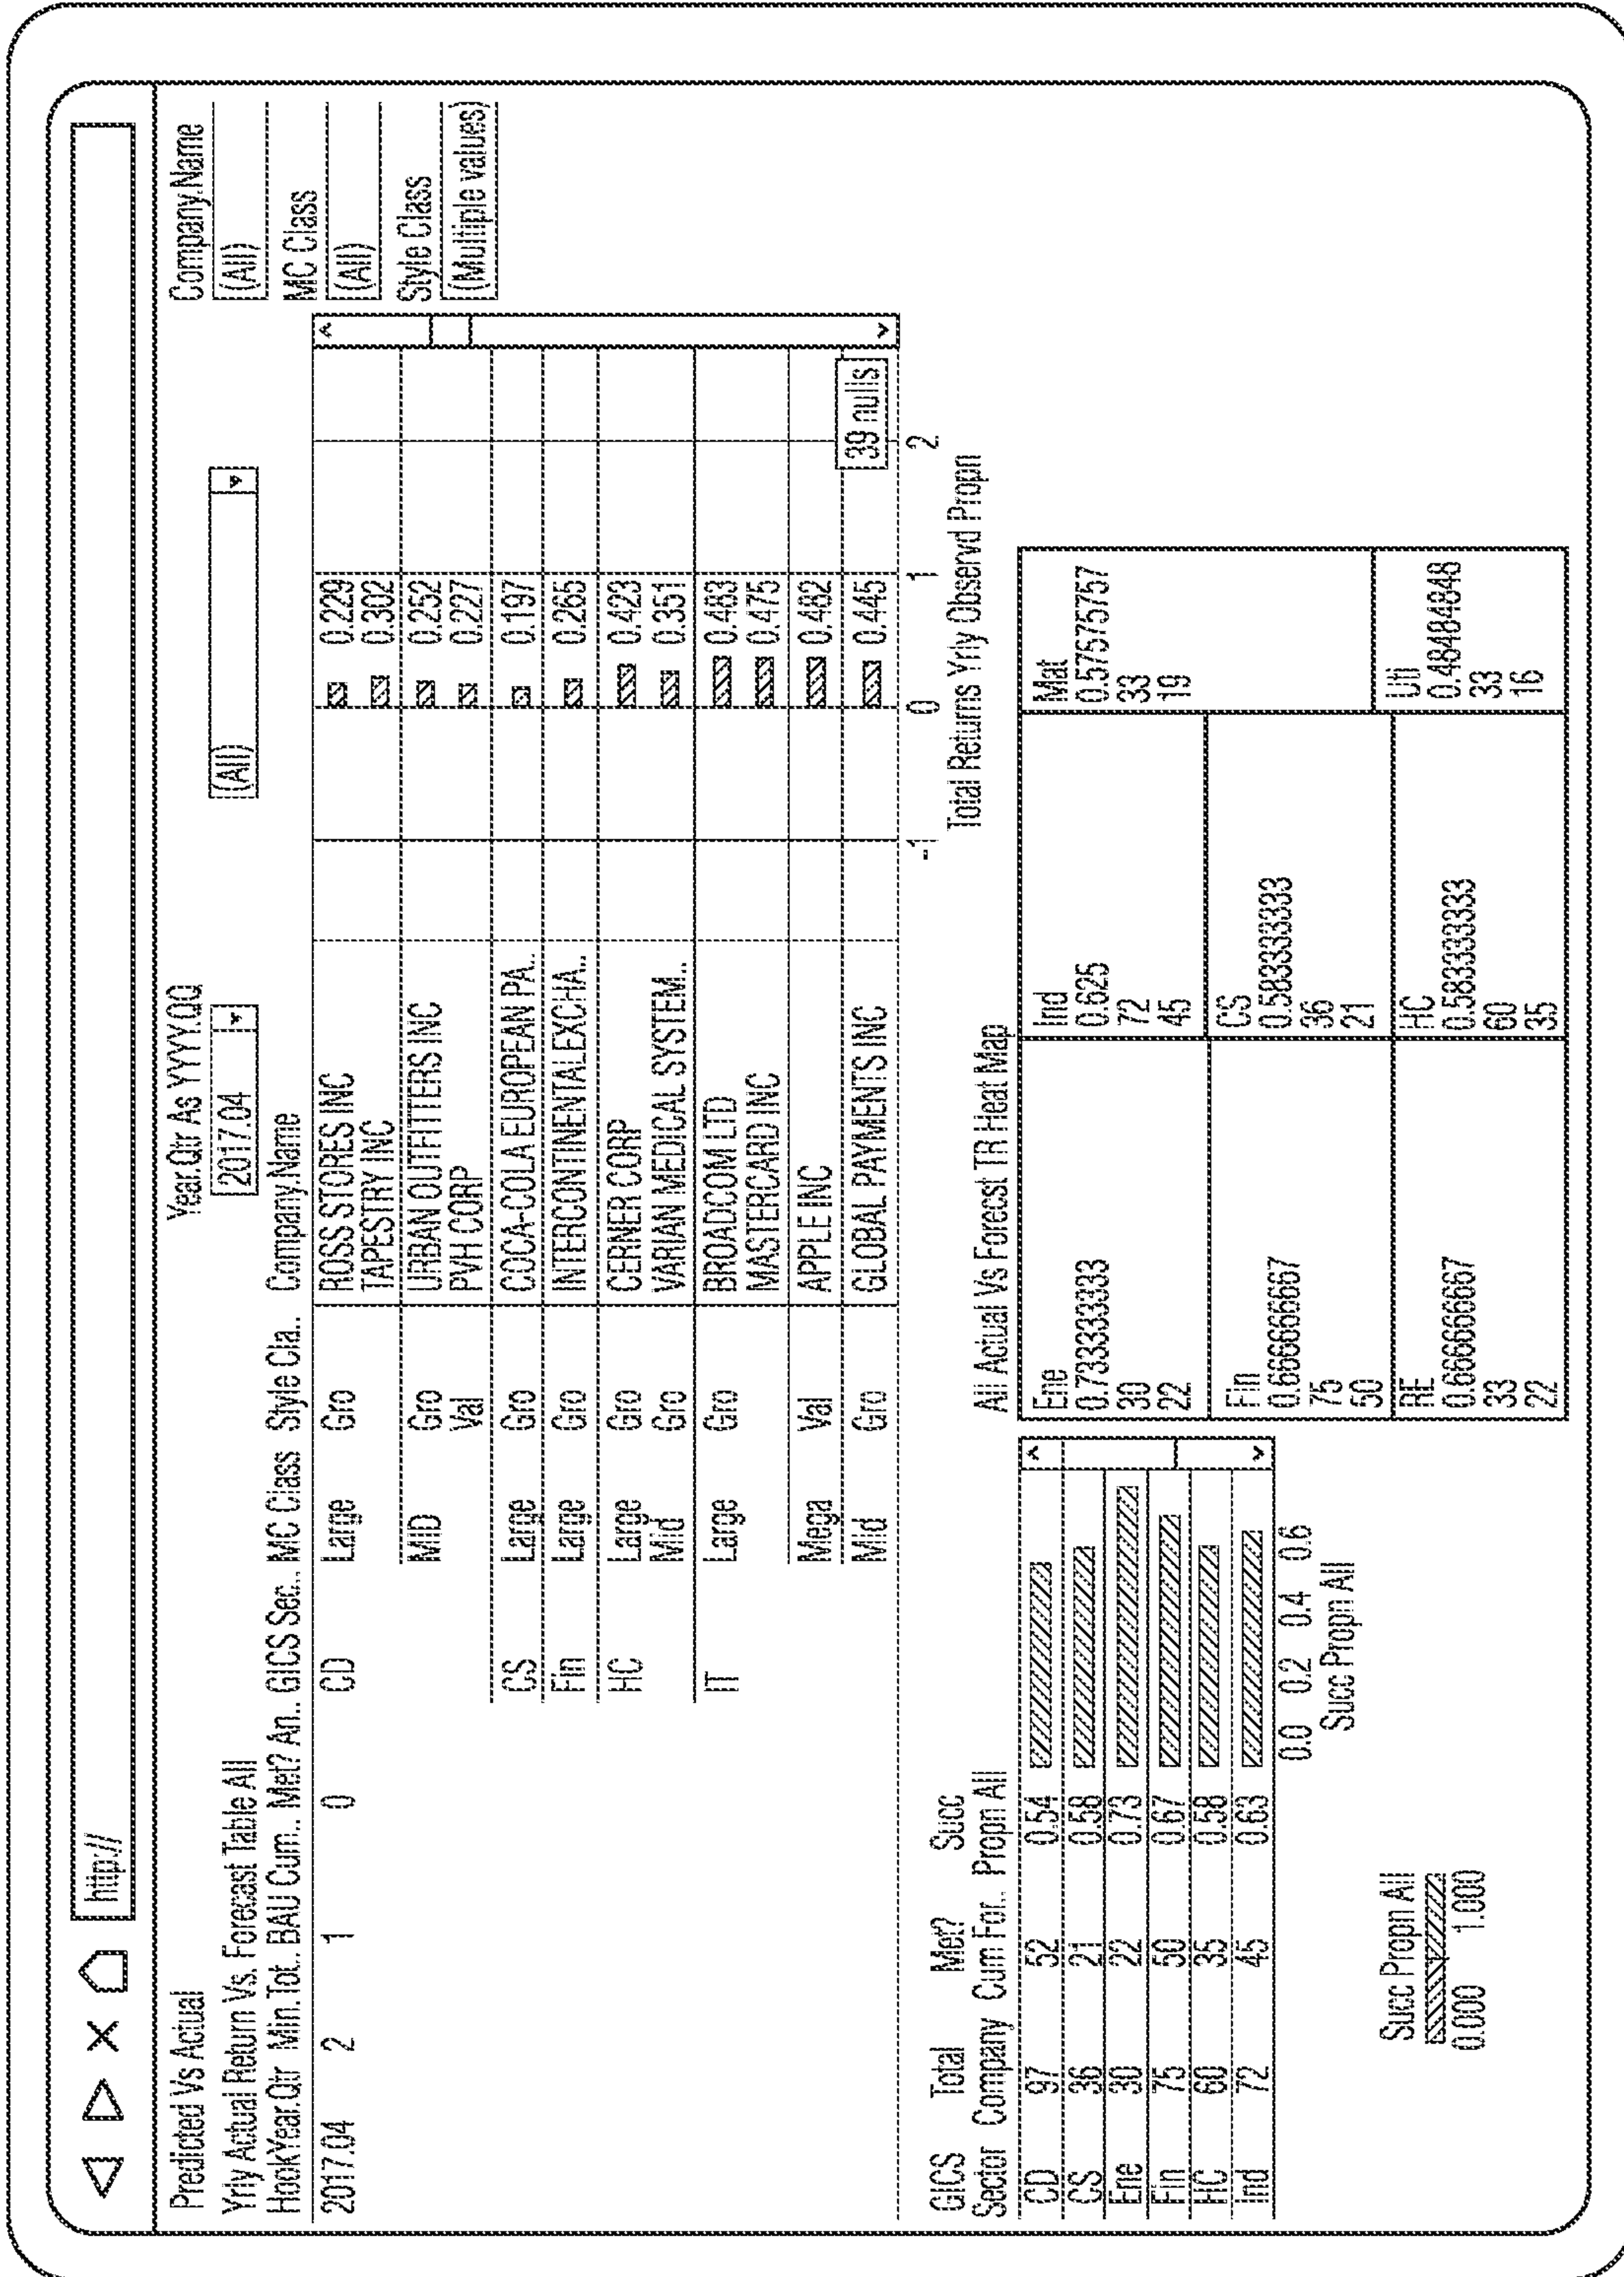 http://
Predicted Vs Actual
Year.Qtr As YYYY.QQ
2017.04
(All)
Company.Name
(All)
MC Class
(All)
Style Class
(Multiple values)
Yrly Actual Return Vs. Forecast Table All
HookYear.Qtr Min.Tot.. BAU Cum.. Met? An.. GICS Sec.. MC Class Style Cla.. Company.Name
2017.04 2 1 0 CD Large Gro ROSS STORES INC 0.229
TAPESTRY INC 0.302
MID Gro URBAN OUTFITTERS INC 0.252
Val PVH CORP 0.227
CS Large Gro COCA-COLA EUROPEAN PA.. 0.197
Fin Large Gro INTERCONTINENTALEXCHA.. 0.265
HC Large Gro CERNER CORP 0.423
Mid Gro VARIAN MEDICAL SYSTEM.. 0.351
IT Large Gro BROADCOM LTD 0.483
MASTERCARD INC 0.475
Mega Val APPLE INC 0.482
Mid Gro GLOBAL PAYMENTS INC 0.445
39 nulls
-1 0 1 2
Total Returns Yrly Observd Propn
GICS Total Met? Succ
Sector Company Cum For.. Propn All
CD 97 52 0.54
CS 36 21 0.58
Ene 30 22 0.73
Fin 75 50 0.67
HC 60 35 0.58
Ind 72 45 0.63
0.0 0.2 0.4 0.6
Succ Propn All
Succ Propn All
0.000 1.000
All Actual Vs Forecst TR Heat Map
Ene
0.733333333
30
22
Fin
0.666666667
75
50
RE
0.666666667
33
22
Ind
0.625
72
45
CS
0.583333333
36
21
HC
0.583333333
60
35
Mat
0.575757577
33
19
Uti
0.484848484
33
16